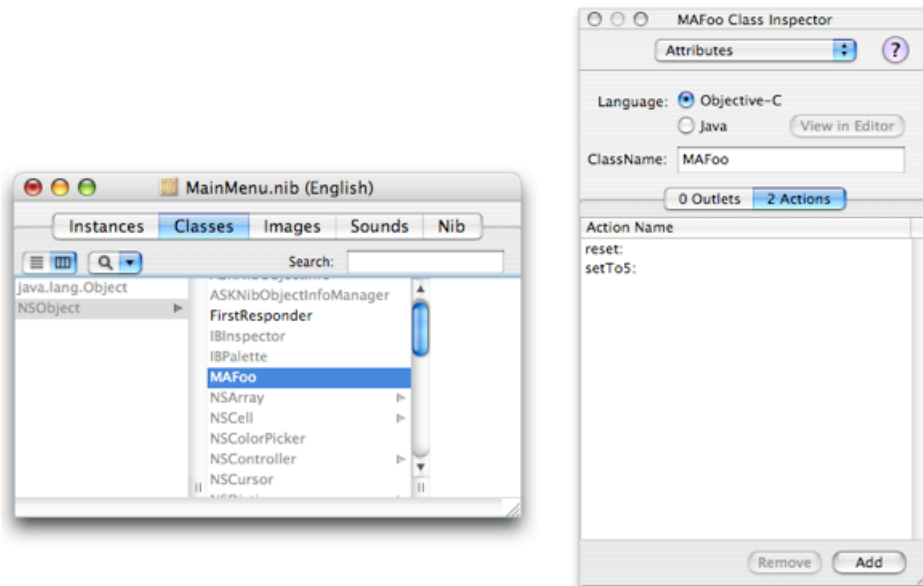 MainMenu.nib (English)
Instances Classes Images Sounds Nib
Search:
java.lang.Object
NSObject
ASKNibObjectInfoManager
FirstResponder
IBInspector
IBPalette
MAFoo
NSArray
NSCell
NSColorPicker
NSController
NSCursor
MAFoo Class Inspector
Attributes ?
Language: Objective-C
Java View in Editor
ClassName: MAFoo
0 Outlets 2 Actions
Action Name
reset:
setTo5:
Remove Add